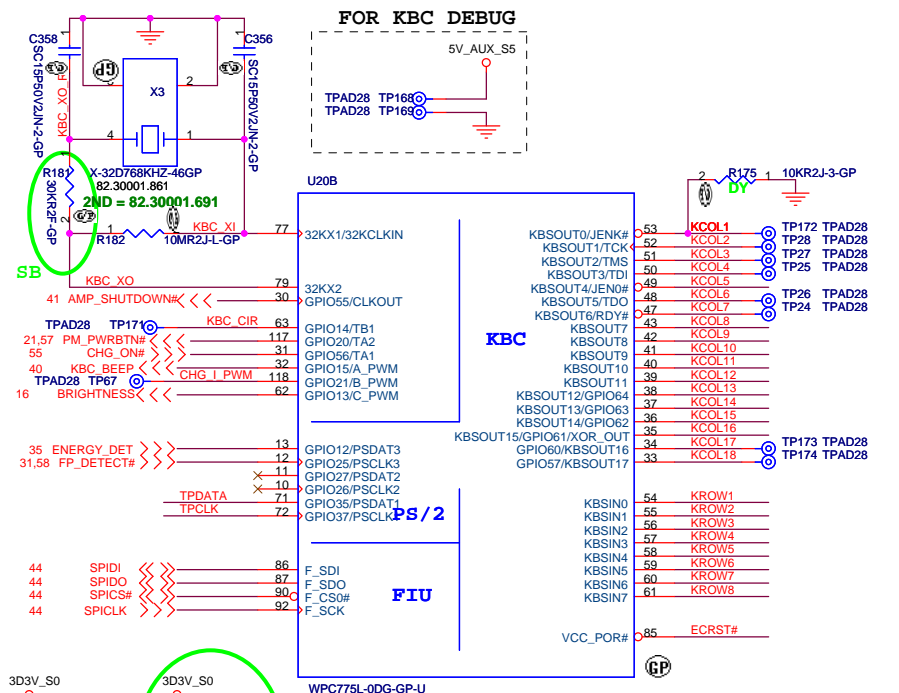 FOR KBC DEBUG
5V_AUX_S5
TPAD28 TP168
TPAD28 TP169
C358
SC15P50V2JN-2-GP
C356
SC15P50V2JN-2-GP
KBC_XO_R
GP
X3
2
4
1
X-32D768KHZ-46GP
82.30001.861
2ND = 82.30001.691
R181
30KR2F-GP
1
2
SB
R182
1
10MR2J-L-GP
KBC_XI
KBC_XO
U20B
KBC
PS/2
FIU
WPC775L-0DG-GP-U
77 32KX1/32KCLKIN
79 32KX2
41 AMP_SHUTDOWN# 30 GPIO55/CLKOUT
TPAD28 TP171 KBC_CIR 63 GPIO14/TB1
21,57 PM_PWRBTN# 117 GPIO20/TA2
55 CHG_ON# 31 GPIO56/TA1
40 KBC_BEEP 32 GPIO15/A_PWM
TPAD28 TP67 CHG_I_PWM 118 GPIO21/B_PWM
16 BRIGHTNESS 62 GPIO13/C_PWM
35 ENERGY_DET 13 GPIO12/PSDAT3
31,58 FP_DETECT# 12 GPIO25/PSCLK3
11 GPIO27/PSDAT2
10 GPIO26/PSCLK2
TPDATA 71 GPIO35/PSDAT1
TPCLK 72 GPIO37/PSCLK1
44 SPIDI 86 F_SDI
44 SPIDO 87 F_SDO
44 SPICS# 90 F_CS0#
44 SPICLK 92 F_SCK
2 R175 1 10KR2J-3-GP
DY
KBSOUT0/JENK# 53 KCOL1 TP172 TPAD28
KBSOUT1/TCK 52 KCOL2 TP28 TPAD28
KBSOUT2/TMS 51 KCOL3 TP27 TPAD28
KBSOUT3/TDI 50 KCOL4 TP25 TPAD28
KBSOUT4/JEN0# 49 KCOL5
KBSOUT5/TDO 48 KCOL6 TP26 TPAD28
KBSOUT6/RDY# 47 KCOL7 TP24 TPAD28
KBSOUT7 43 KCOL8
KBSOUT8 42 KCOL9
KBSOUT9 41 KCOL10
KBSOUT10 40 KCOL11
KBSOUT11 39 KCOL12
KBSOUT12/GPIO64 38 KCOL13
KBSOUT13/GPIO63 37 KCOL14
KBSOUT14/GPIO62 36 KCOL15
KBSOUT15/GPIO61/XOR_OUT 35 KCOL16
GPIO60/KBSOUT16 34 KCOL17 TP173 TPAD28
GPIO57/KBSOUT17 33 KCOL18 TP174 TPAD28
KBSIN0 54 KROW1
KBSIN1 55 KROW2
KBSIN2 56 KROW3
KBSIN3 57 KROW4
KBSIN4 58 KROW5
KBSIN5 59 KROW6
KBSIN6 60 KROW7
KBSIN7 61 KROW8
VCC_POR# 85 ECRST#
GP
3D3V_S0
3D3V_S0